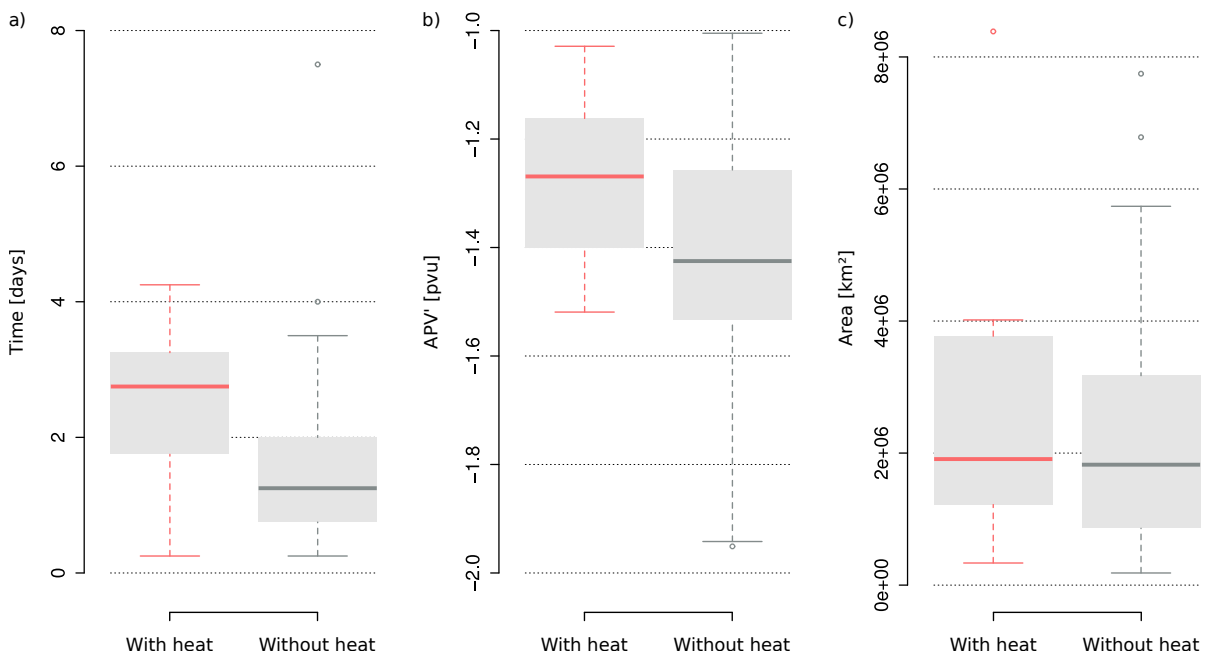 a)
Time [days]
8
6
4
2
0
With heat
Without heat
b)
APV' [pvu]
−1.0
−1.2
−1.4
−1.6
−1.8
−2.0
With heat
Without heat
c)
Area [km²]
8e+06
6e+06
4e+06
2e+06
0e+00
With heat
Without heat